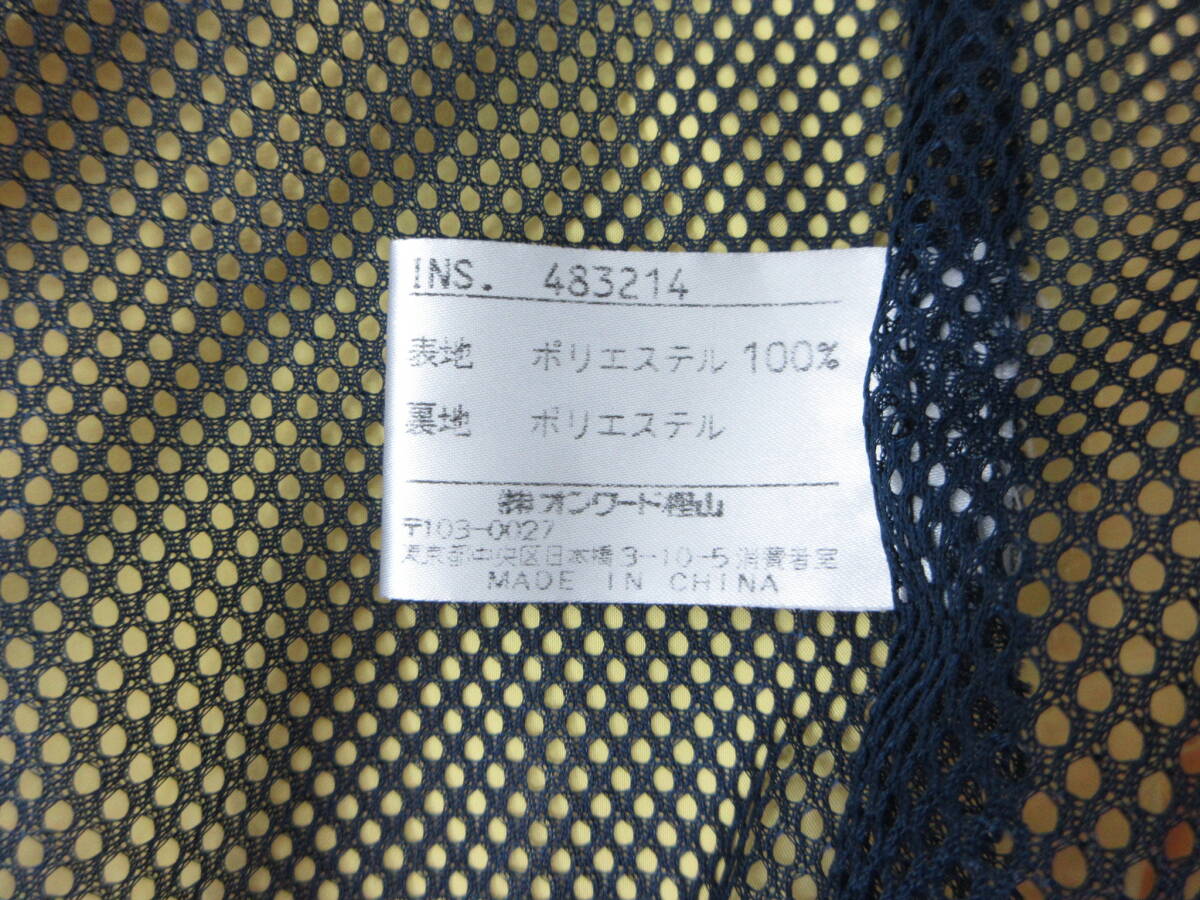 INS. 483214
表地 ポリエステル 100%
裏地 ポリエステル
㈱オンワード樫山
〒103-0027
東京都中央区日本橋3-10-5消費者室
MADE IN CHINA